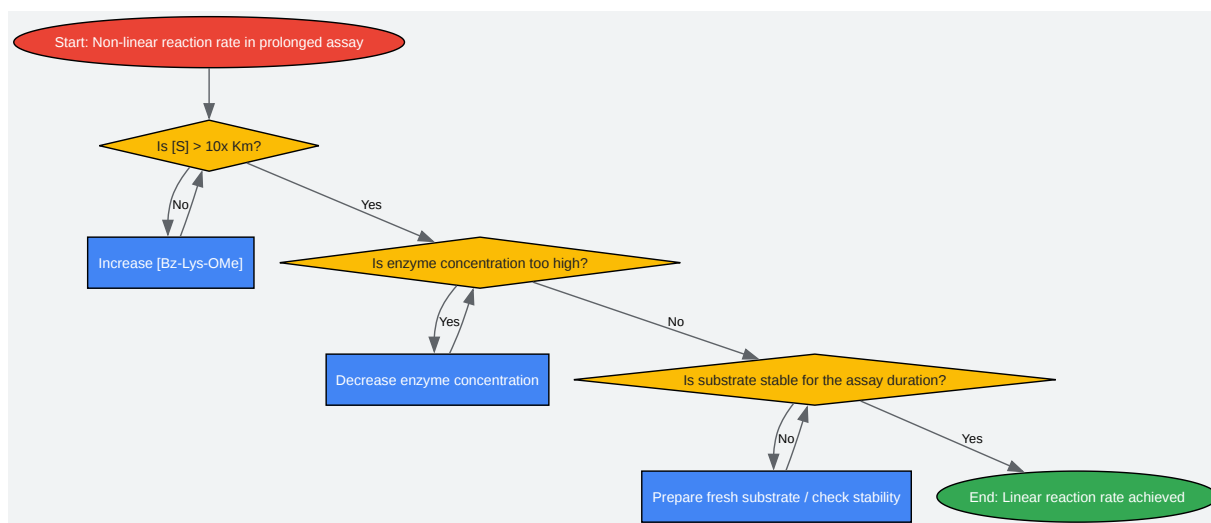 Start: Non-linear reaction rate in prolonged assay
Is [S] > 10x Km?
No
Yes
Increase [Bz-Lys-OMe]
Is enzyme concentration too high?
Yes
No
Decrease enzyme concentration
Is substrate stable for the assay duration?
No
Yes
Prepare fresh substrate / check stability
End: Linear reaction rate achieved